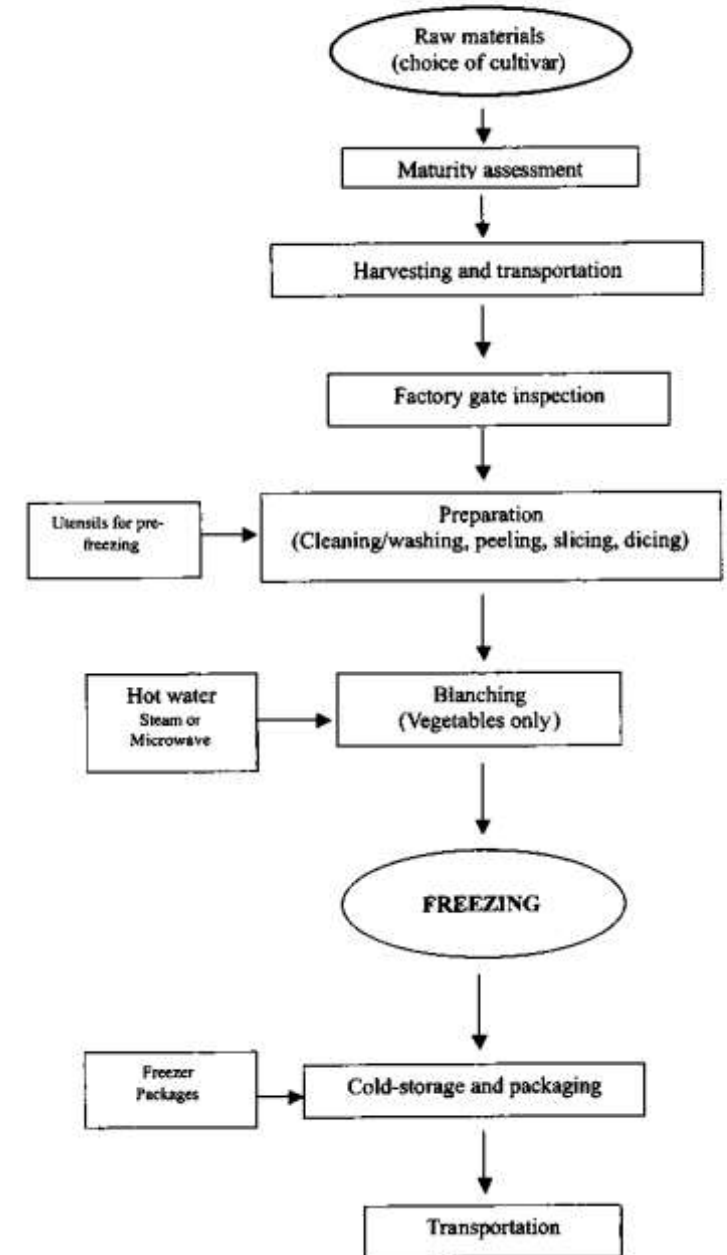 Raw materials
(choice of cultivar)
Maturity assessment
Harvesting and transportation
Factory gate inspection
Utensils for pre-
freezing
Preparation
(Cleaning/washing, peeling, slicing, dicing)
Hot water
Steam or
Microwave
Blanching
(Vegetables only)
FREEZING
Freezer
Packages
Cold-storage and packaging
Transportation